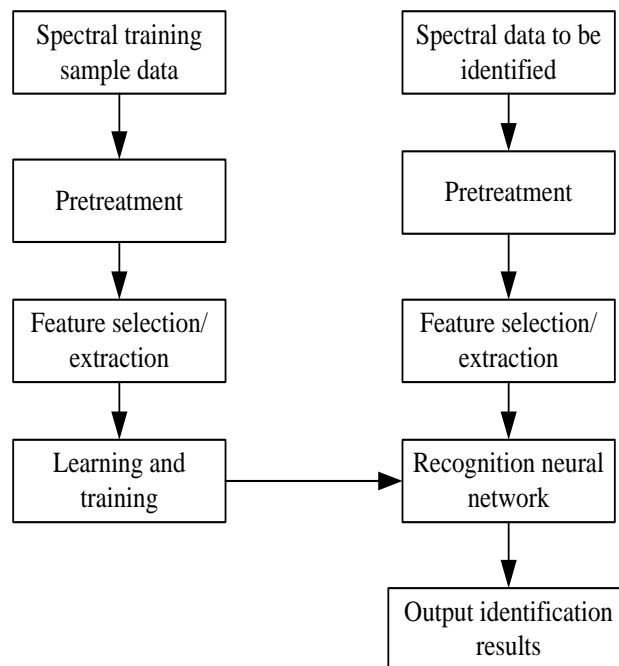 Spectral training
sample data
Pretreatment
Feature selection/
extraction
Learning and
training
Spectral data to be
identified
Pretreatment
Feature selection/
extraction
Recognition neural
network
Output identification
results